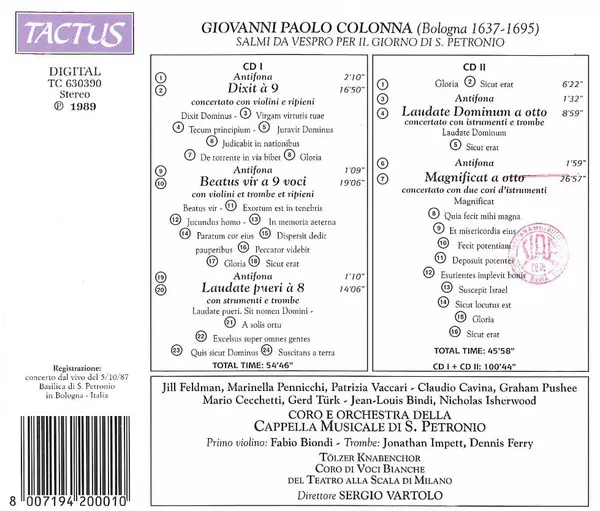 TACTUS
GIOVANNI PAOLO COLONNA (Bologna 1637-1695)
SALMI DA VESPRO PER IL GIORNO DI S. PETRONIO
DIGITAL
TC 630390
Stereo
℗ 1989
CD I
1 Antifona 2'10"
2 Dixit à 9 16'50"
concertato con violini e ripieni
Dixit Dominus - 3 Virgam virtutis tuae
4 Tecum principium - 5 Juravit Dominus
6 Judicabit in nationibus
7 De torrente in via bibet 8 Gloria
9 Antifona 1'09"
10 Beatus vir a 9 voci 19'06"
con violini et trombe et ripieni
Beatus vir - 11 Exortum est in tenebris
12 Jucundus homo - 13 In memoria aeterna
14 Paratum cor eius 15 Dispersit dedit
pauperibus 16 Peccator videbit
17 Gloria 18 Sicut erat
19 Antifona 1'10"
20 Laudate pueri à 8 14'06"
con strumenti e trombe
Laudate pueri. Sit nomen Domini -
21 A solis ortu
22 Excelsus super omnes gentes
23 Quis sicut Dominus 24 Suscitans a terra
TOTAL TIME: 54'46"
CD II
1 Gloria 2 Sicut erat 6'22"
3 Antifona 1'32"
4 Laudate Dominum a otto 8'59"
concertato con istrumenti e trombe
Laudate Dominum
5 Sicut erat
6 Antifona 1'59"
7 Magnificat a otto 26'57"
concertato con due cori d'istrumenti
Magnificat
8 Quia fecit mihi magna
9 Et misericordia eius
10 Fecit potentiam
11 Deposuit potentes
12 Esurientes implevit bonis
13 Suscepit Israel
14 Sicut locutus est
15 Gloria
16 Sicut erat
TOTAL TIME: 45'58"
CD I + CD II: 100'44"
Registrazione:
concerto dal vivo del 5/10/87
Basilica di S. Petronio
in Bologna - Italia
Jill Feldman, Marinella Pennicchi, Patrizia Vaccari - Claudio Cavina, Graham Pushee
Mario Cecchetti, Gerd Türk - Jean-Louis Bindi, Nicholas Isherwood
CORO E ORCHESTRA DELLA
CAPPELLA MUSICALE DI S. PETRONIO
Primo violino: Fabio Biondi - Trombe: Jonathan Impett, Dennis Ferry
TÖLZER KNABENCHOR
CORO DI VOCI BIANCHE
DEL TEATRO ALLA SCALA DI MILANO
Direttore SERGIO VARTOLO
8 007194 200010